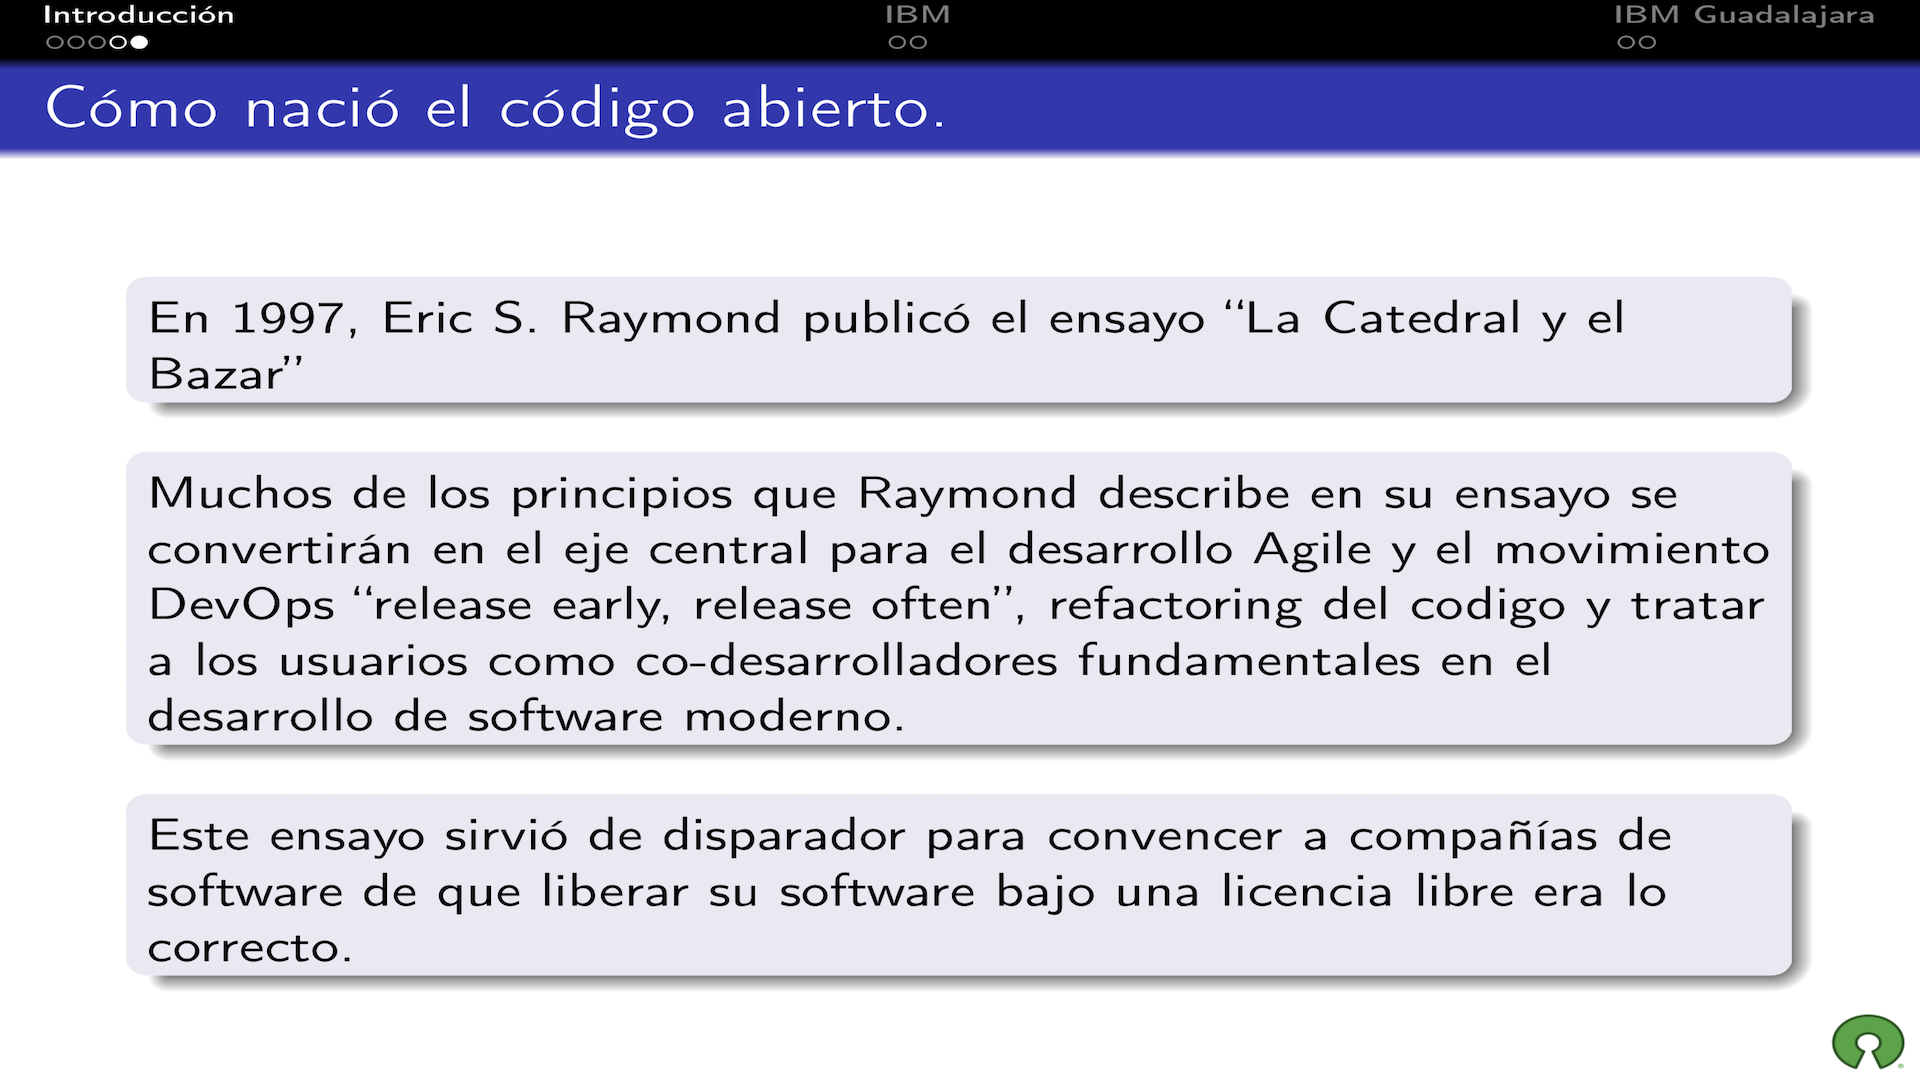 Introducción
IBM
IBM Guadalajara
Cómo nació el código abierto.
En 1997, Eric S. Raymond publicó el ensayo “La Catedral y el
Bazar”
Muchos de los principios que Raymond describe en su ensayo se
convertirán en el eje central para el desarrollo Agile y el movimiento
DevOps “release early, release often”, refactoring del codigo y tratar
a los usuarios como co-desarrolladores fundamentales en el
desarrollo de software moderno.
Este ensayo sirvió de disparador para convencer a compañías de
software de que liberar su software bajo una licencia libre era lo
correcto.